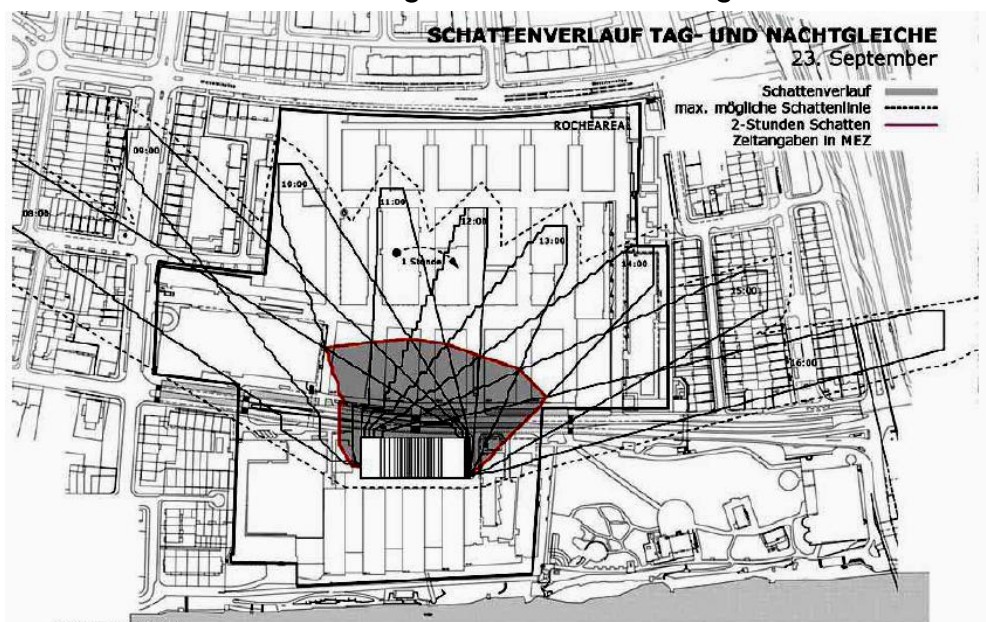 SCHATTENVERLAUF TAG- UND NACHTGLEICHE
23. September
Schattenverlauf
max. mögliche Schattenlinie
2-Stunden Schatten
Zeitangaben in MEZ
ROCHEAREAL
09:00
10:00
11:00
08:00
12:00
13:00
1 Stunde
14:00
15:00
16:00